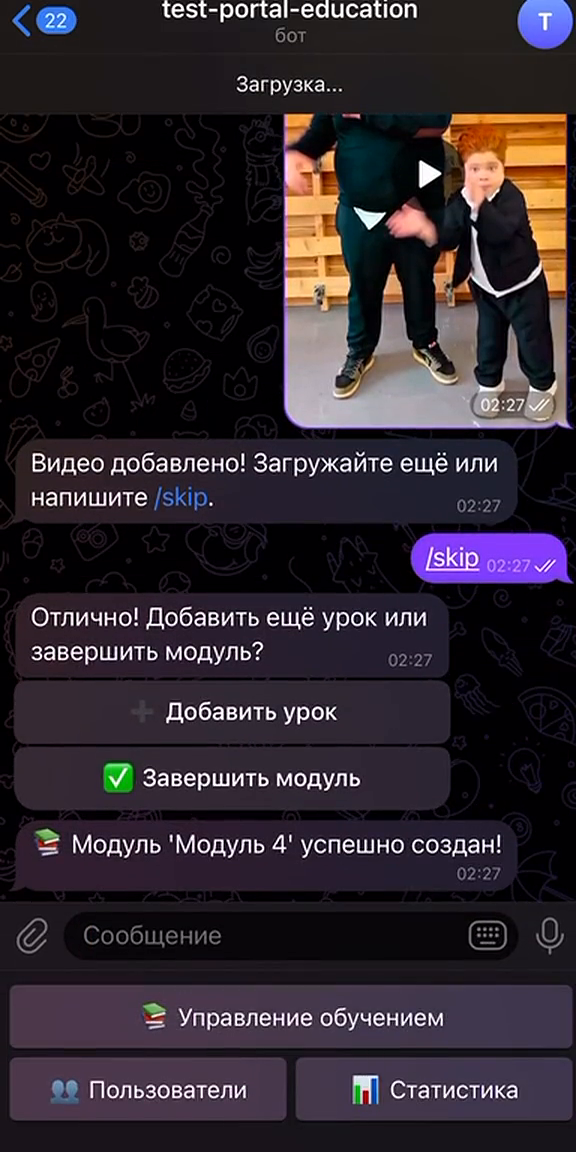 22
test-portal-education
бот
T
Загрузка...
02:27
Видео добавлено! Загружайте ещё или
напишите /skip.
02:27
/skip 02:27
Отлично! Добавить ещё урок или
завершить модуль?
02:27
➕ Добавить урок
✅ Завершить модуль
📚 Модуль 'Модуль 4' успешно создан!
02:27
Сообщение
📚 Управление обучением
👥 Пользователи
📊 Статистика